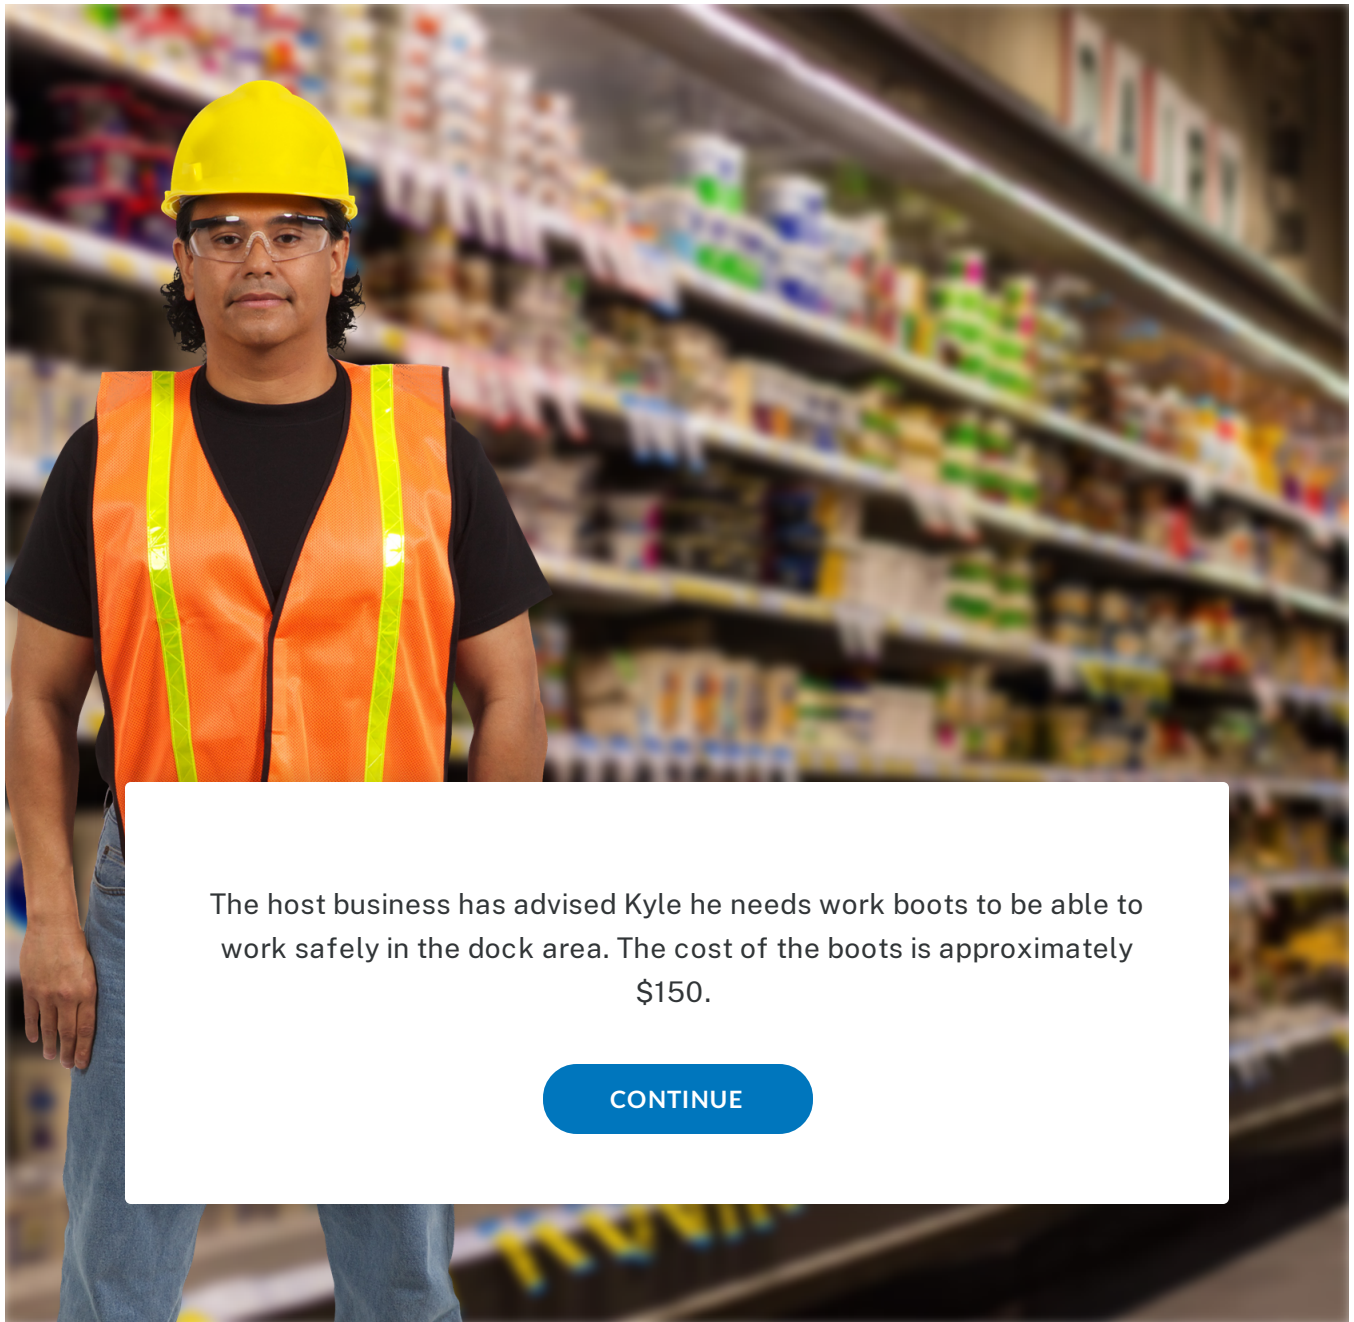 DAIRY
The host business has advised Kyle he needs work boots to be able to
work safely in the dock area. The cost of the boots is approximately
$150.
CONTINUE